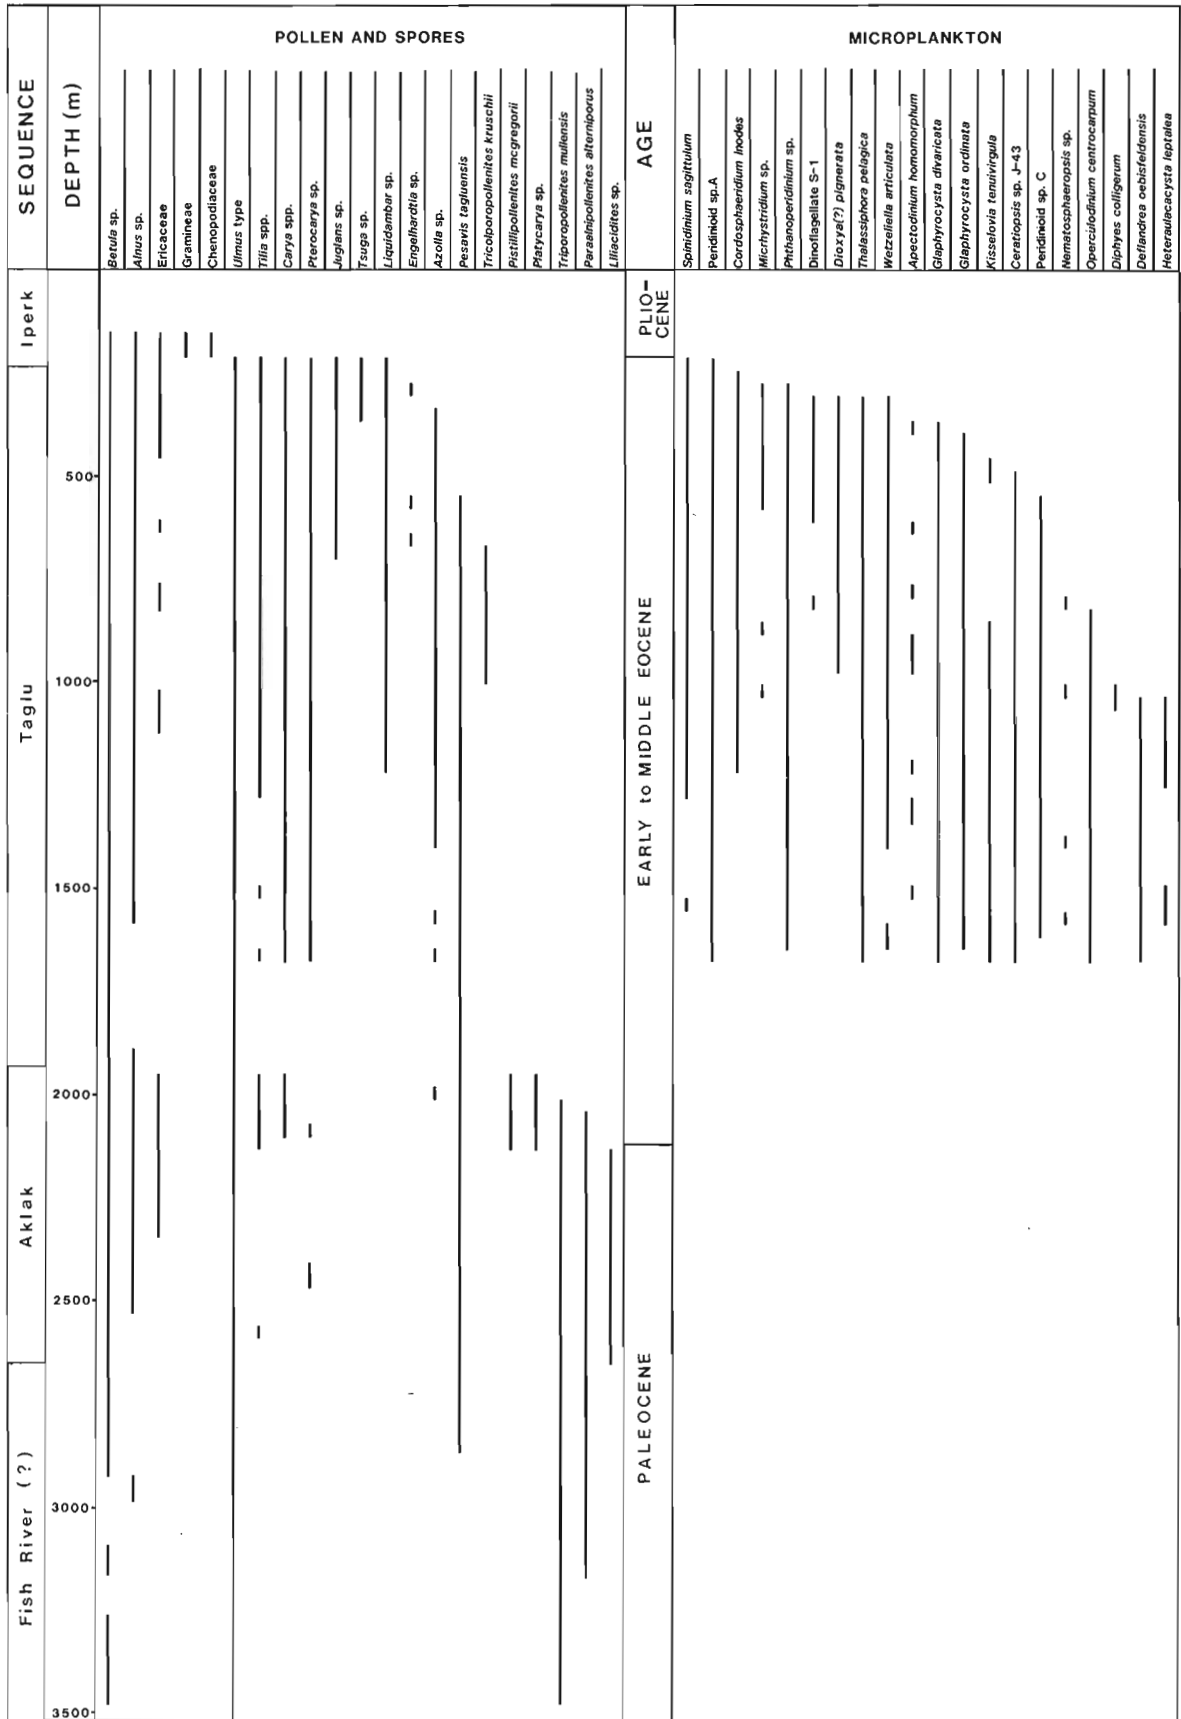 POLLEN AND SPORES
MICROPLANKTON
SEQUENCE
DEPTH (m)
Betula sp.
Alnus sp.
Ericaceae
Gramineae
Chenopodiaceae
Ulmus type
Tilia spp.
Carya spp.
Pterocarya sp.
Juglans sp.
Tsuga sp.
Liquidambar sp.
Engelhardtia sp.
Azolla sp.
Pesavis tagluensis
Tricolporopollenites kruschii
Pistillipollenites mcgregorii
Platycarya sp.
Triporopollenites mullensis
Paraalnipollenites alterniporus
Liliacidites sp.
AGE
Spinidinium sagittulum
Peridinioid sp.A
Cordosphaeridium inodes
Micrhystridium sp.
Phthanoperidinium sp.
Dinoflagellate S-1
Dioxya(?) pignerata
Thalassiphora pelagica
Wetzeliella articulata
Apectodinium homomorphum
Glaphyrocysta divaricata
Glaphyrocysta ordinata
Kisselovia tenuivirgula
Ceratiopsis sp. J-43
Peridinioid sp. C
Nematosphaeropsis sp.
Operculodinium centrocarpum
Diphyes colligerum
Deflandrea oebisfeldensis
Heteraulacacysta leptalea
Iperk
Taglu
Aklak
Fish River (?)
500
1000
1500
2000
2500
3000
3500
PLIO-
CENE
EARLY to MIDDLE EOCENE
PALEOCENE